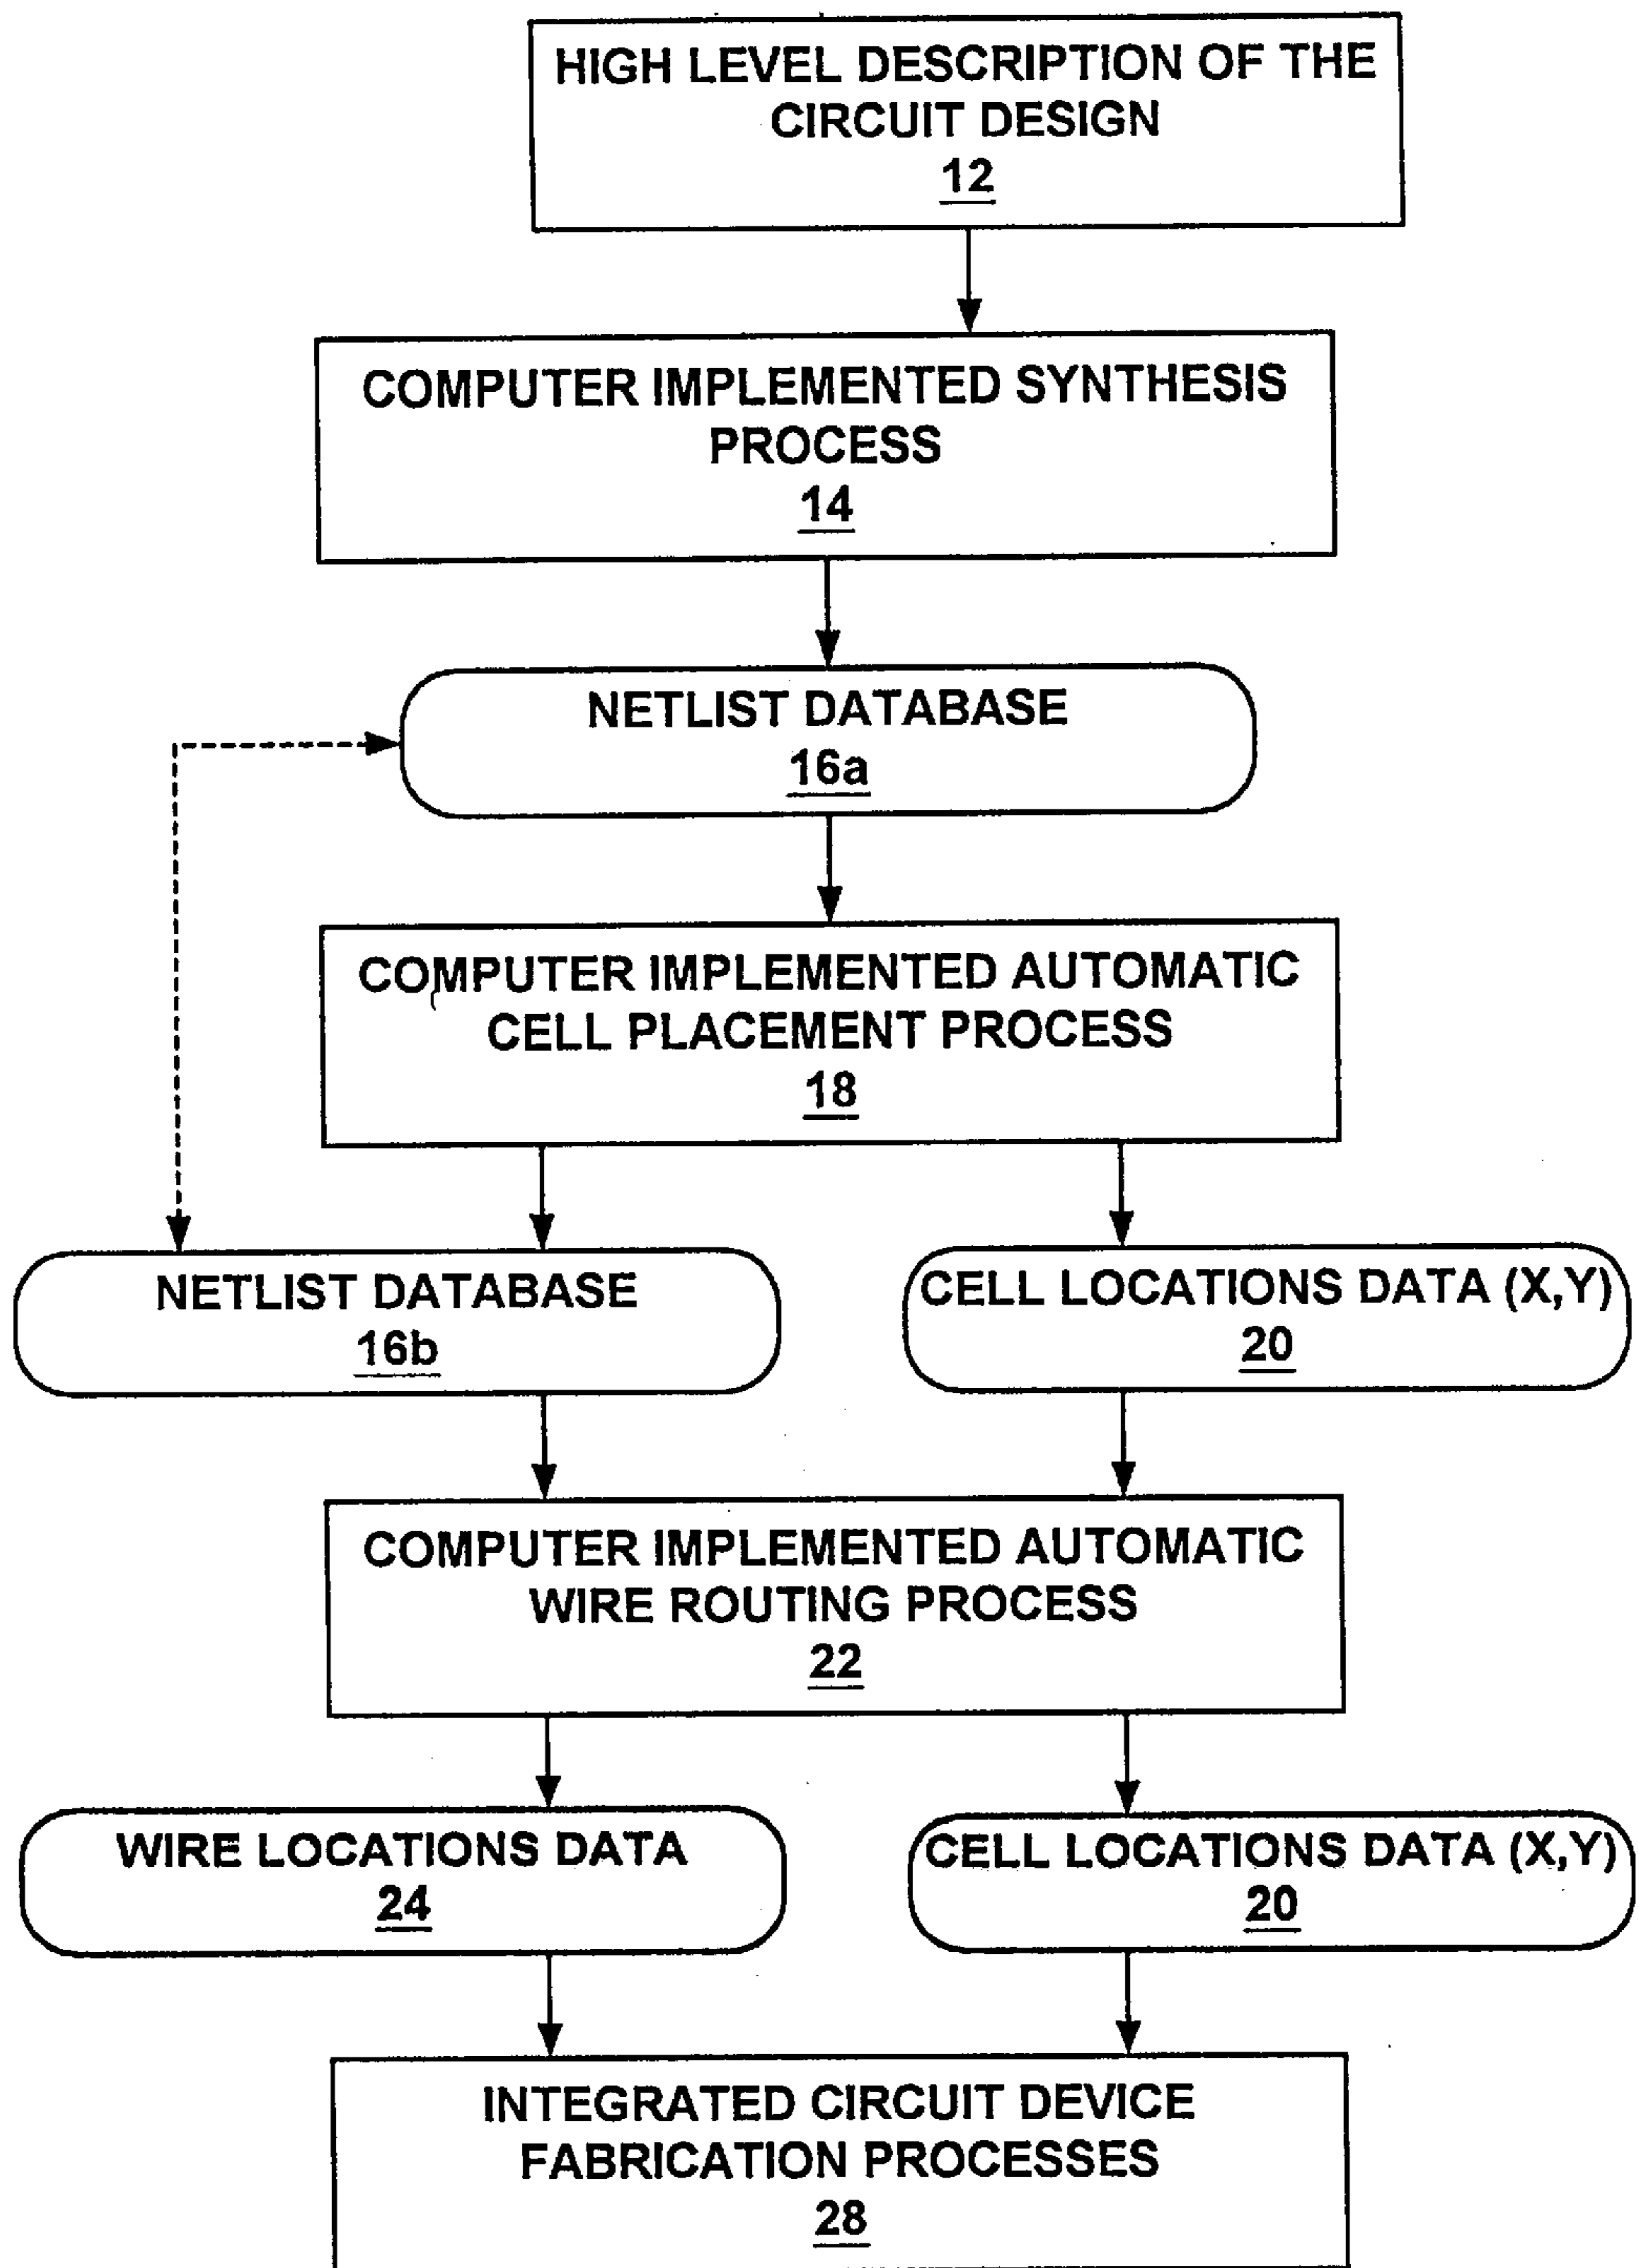 HIGH LEVEL DESCRIPTION OF THE
CIRCUIT DESIGN
12
COMPUTER IMPLEMENTED SYNTHESIS
PROCESS
14
NETLIST DATABASE
16a
COMPUTER IMPLEMENTED AUTOMATIC
CELL PLACEMENT PROCESS
18
NETLIST DATABASE
16b
CELL LOCATIONS DATA (X,Y)
20
COMPUTER IMPLEMENTED AUTOMATIC
WIRE ROUTING PROCESS
22
WIRE LOCATIONS DATA
24
CELL LOCATIONS DATA (X,Y)
20
INTEGRATED CIRCUIT DEVICE
FABRICATION PROCESSES
28